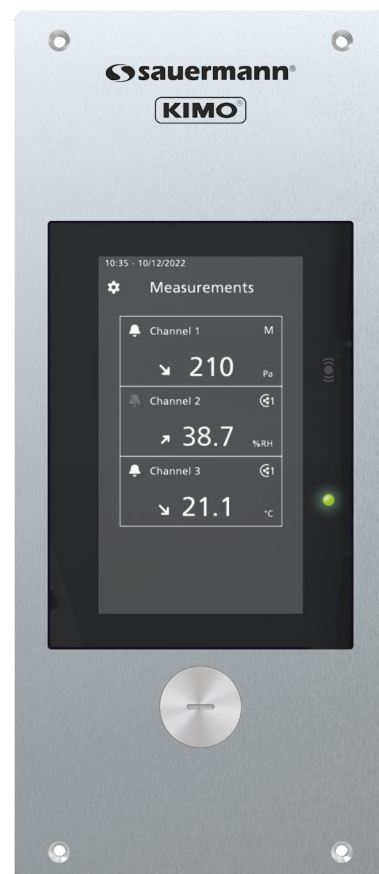 sauermann®
KIMO®
10:35 - 10/12/2022
Measurements
Channel 1 M
210 Pa
Channel 2 1
38.7 %RH
Channel 3 1
21.1 °C